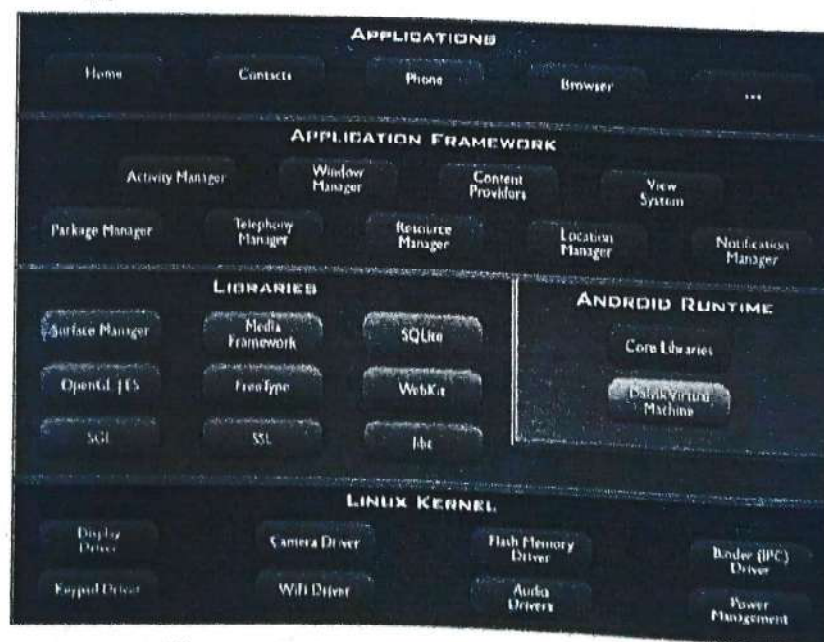 APPLICATIONS
Home
Contacts
Phone
Browser
...
APPLICATION FRAMEWORK
Activity Manager
Window
Manager
Content
Providers
View
System
Package Manager
Telephony
Manager
Resource
Manager
Location
Manager
Notification
Manager
LIBRARIES
Surface Manager
Media
Framework
SQLite
OpenGL|ES
FreeType
WebKit
SGL
SSL
libc
ANDROID RUNTIME
Core Libraries
Dalvik Virtual
Machine
LINUX KERNEL
Display
Driver
Camera Driver
Flash Memory
Driver
Binder (IPC)
Driver
Keypad Driver
WiFi Driver
Audio
Drivers
Power
Management